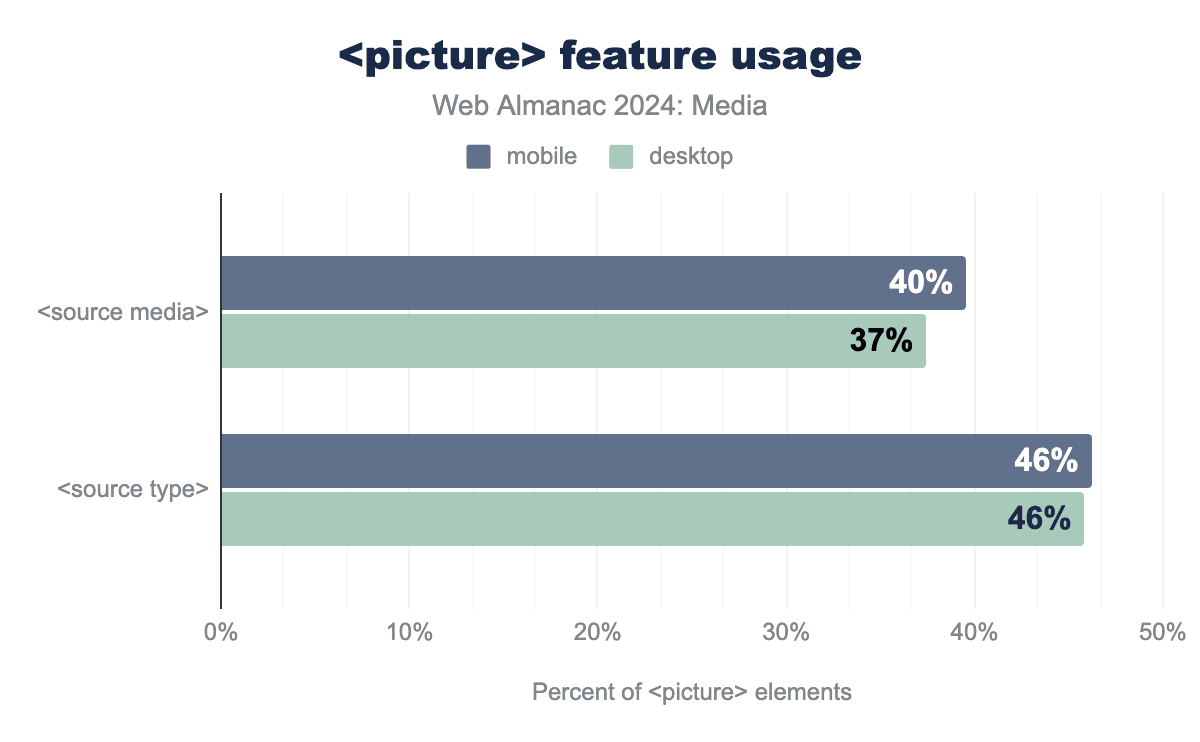 <picture> feature usage
Web Almanac 2024: Media
mobile desktop
<source media>
40%
37%
<source type>
46%
46%
0% 10% 20% 30% 40% 50%
Percent of <picture> elements